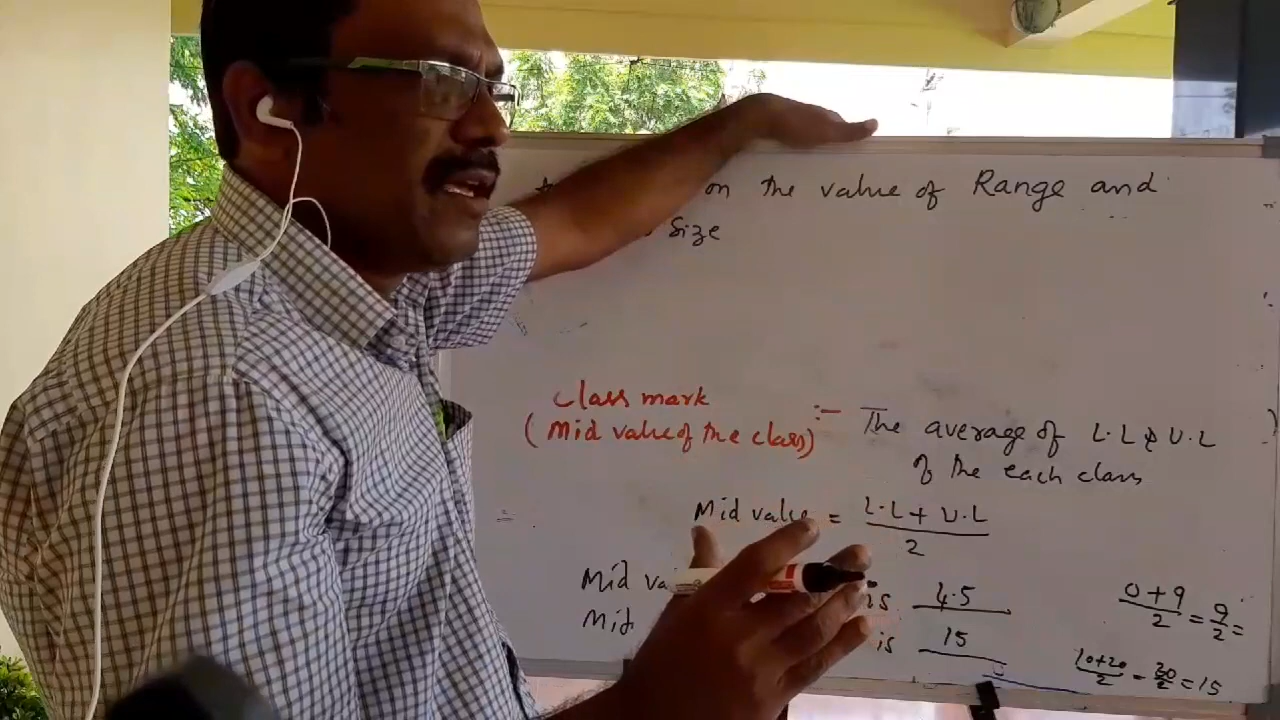 on the value of Range and
Size
Class mark
(Mid value of the class) :- The average of L.L & U.L
of the each class
Mid value = L.L + U.L / 2
Mid is 4.5
0+9 / 2 = 9 / 2 =
Mid is 15
10+20 / 2 = 30 / 2 = 15